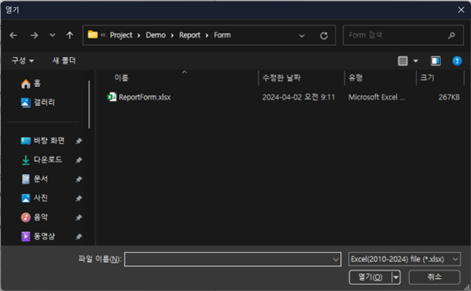 열기
Project > Demo > Report > Form
Form 검색
구성
새 폴더
이름 수정한 날짜 유형 크기
홈
ReportForm.xlsx 2024-04-02 오전 9:11 Microsoft Excel ... 267KB
갤러리
바탕 화면
다운로드
문서
사진
음악
동영상
파일 이름(N):
Excel(2010-2024) file (*.xlsx)
열기(O)
취소